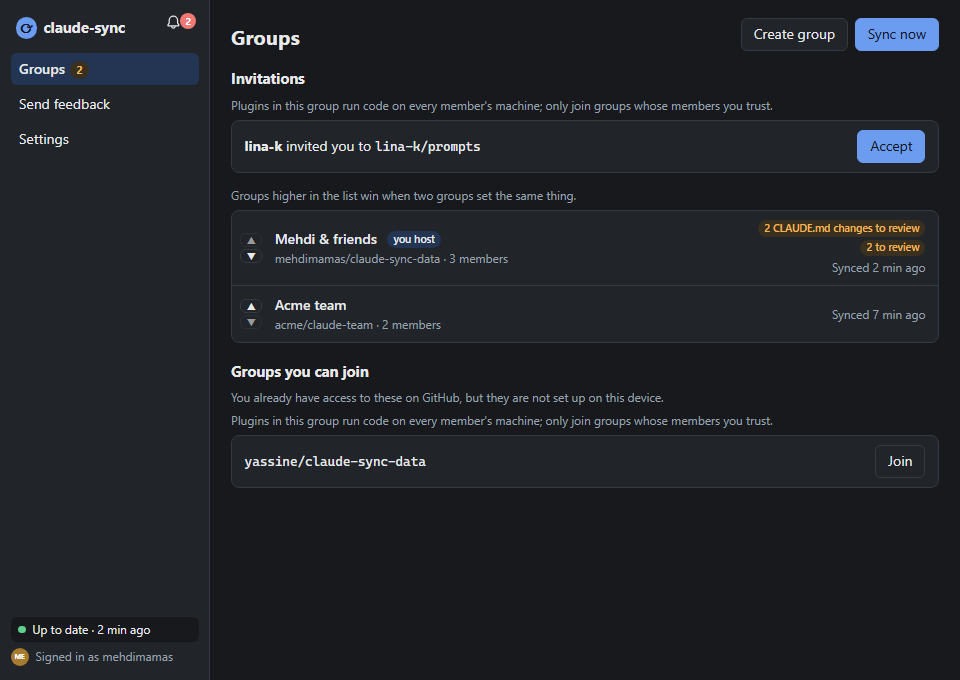 claude-sync
2
Groups 2
Send feedback
Settings
Up to date · 2 min ago
ME
Signed in as mehdimamas
Groups
Create group
Sync now
Invitations
Plugins in this group run code on every member's machine; only join groups whose members you trust.
lina-k invited you to lina-k/prompts
Accept
Groups higher in the list win when two groups set the same thing.
Mehdi & friends you host
mehdimamas/claude-sync-data · 3 members
2 CLAUDE.md changes to review
2 to review
Synced 2 min ago
Acme team
acme/claude-team · 2 members
Synced 7 min ago
Groups you can join
You already have access to these on GitHub, but they are not set up on this device.
Plugins in this group run code on every member's machine; only join groups whose members you trust.
yassine/claude-sync-data
Join